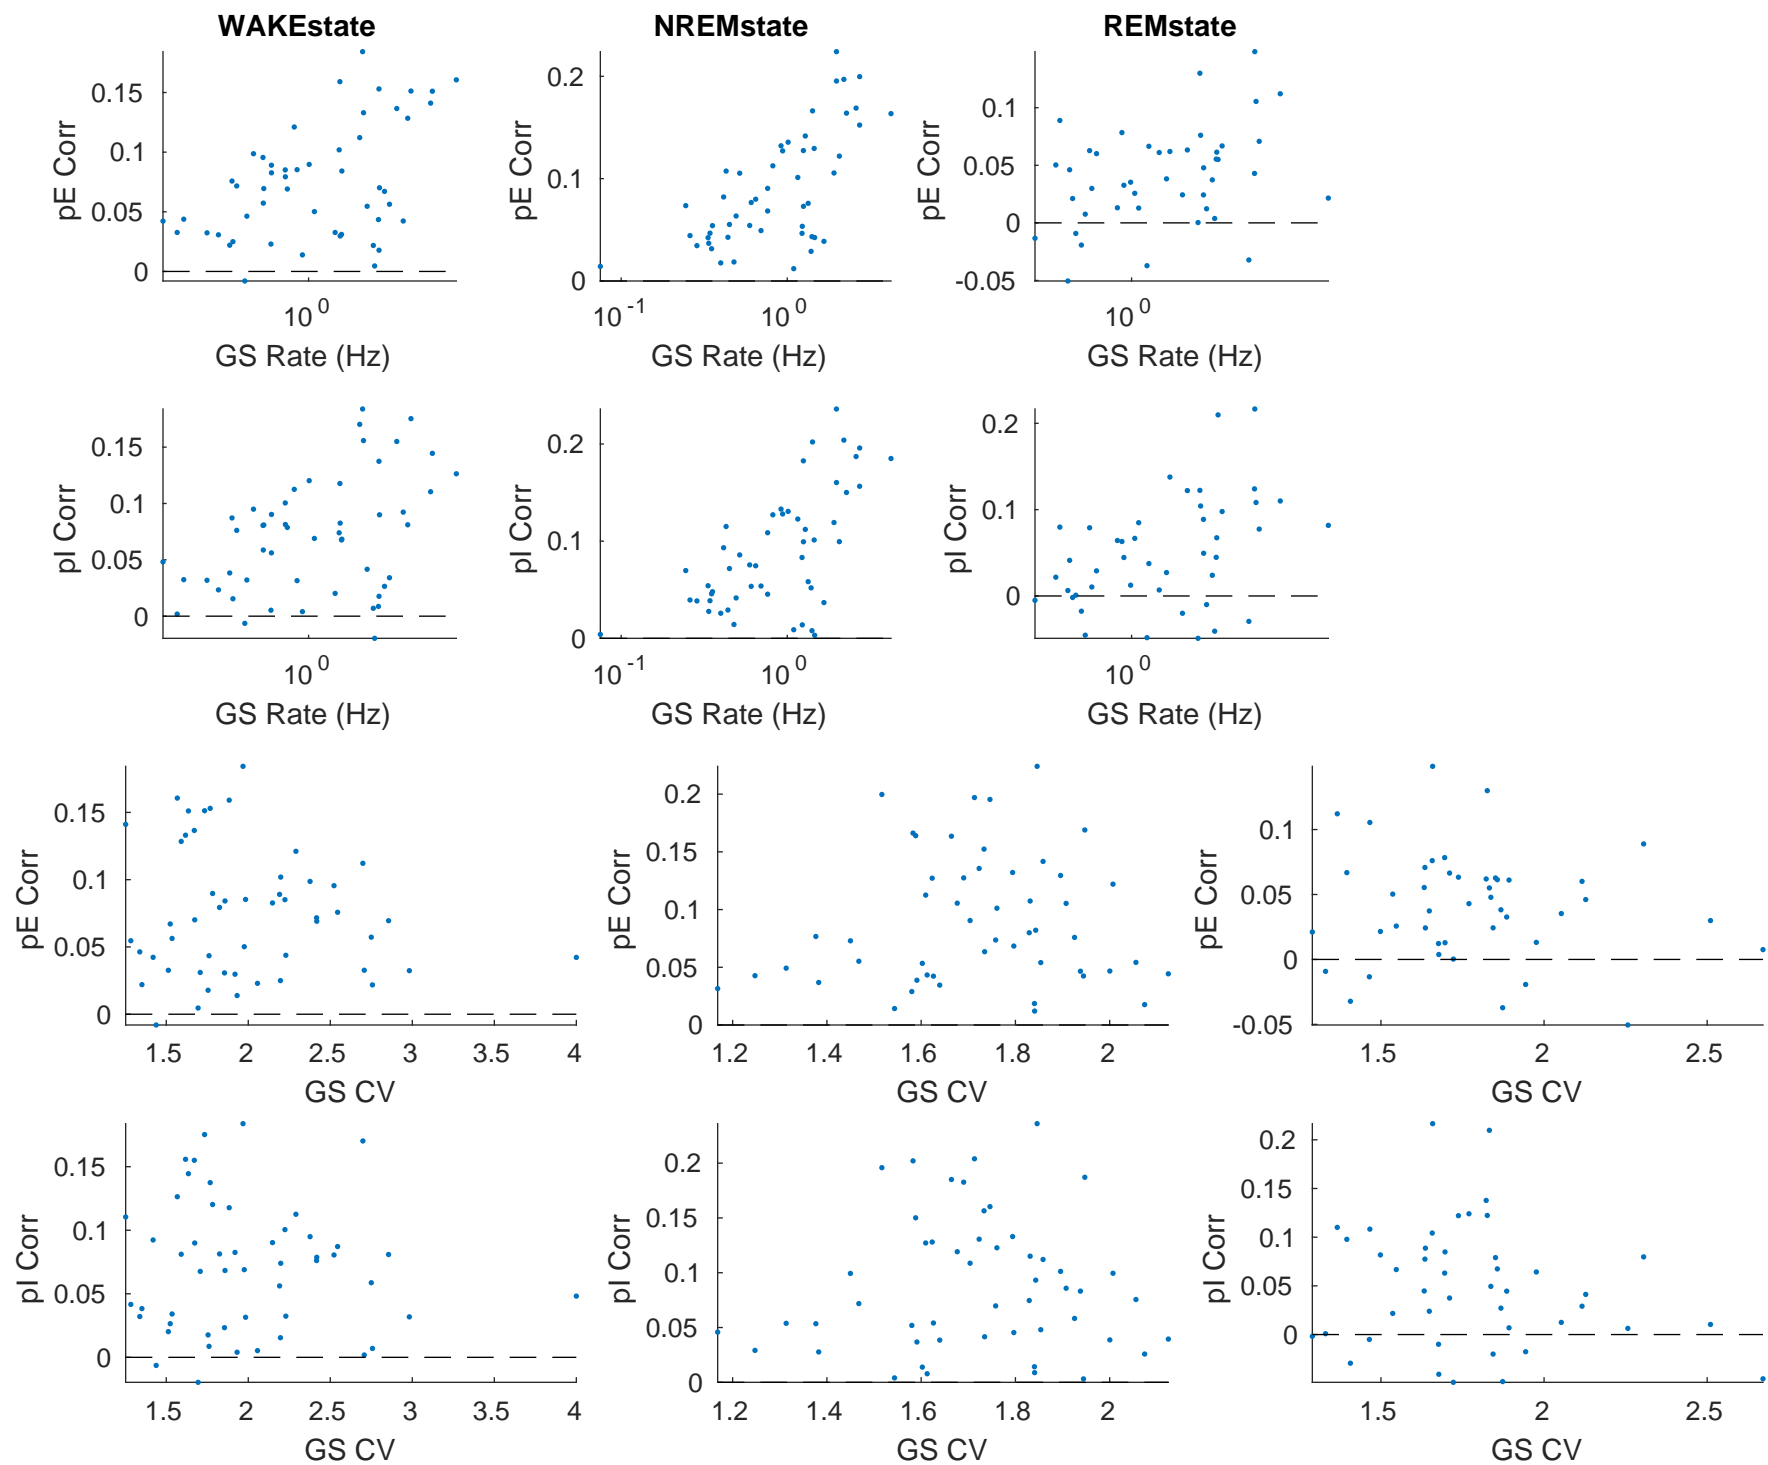 WAKEstate NREMstate REMstate
0.15 0.1 0.05 0 pE Corr 10^0 GS Rate (Hz)
0.2 0.1 0 pE Corr 10^-1 10^0 GS Rate (Hz)
0.1 0.05 0 -0.05 pE Corr 10^0 GS Rate (Hz)
0.15 0.1 0.05 0 pI Corr 10^0 GS Rate (Hz)
0.2 0.1 0 pI Corr 10^-1 10^0 GS Rate (Hz)
0.2 0.1 0 pI Corr 10^0 GS Rate (Hz)
0.15 0.1 0.05 0 pE Corr 1.5 2 2.5 3 3.5 4 GS CV
0.2 0.15 0.1 0.05 0 pE Corr 1.2 1.4 1.6 1.8 2 GS CV
0.1 0.05 0 -0.05 pE Corr 1.5 2 2.5 GS CV
0.15 0.1 0.05 0 pI Corr 1.5 2 2.5 3 3.5 4 GS CV
0.2 0.15 0.1 0.05 0 pI Corr 1.2 1.4 1.6 1.8 2 GS CV
0.2 0.15 0.1 0.05 0 pI Corr 1.5 2 2.5 GS CV